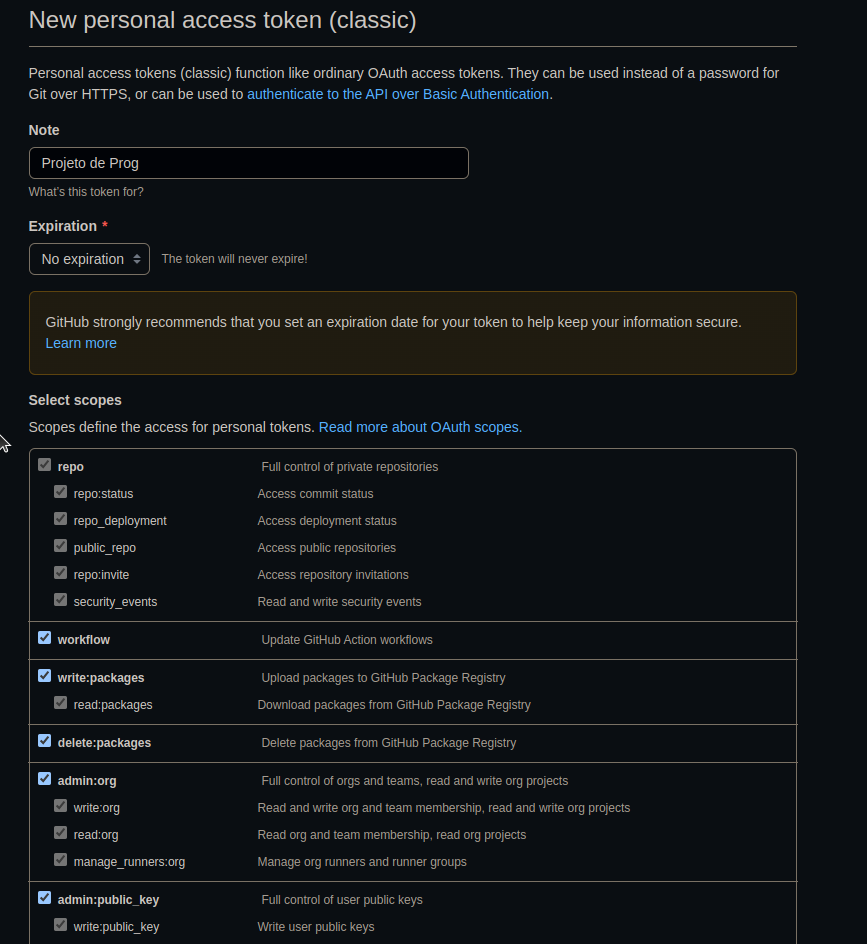 New personal access token (classic)
Personal access tokens (classic) function like ordinary OAuth access tokens. They can be used instead of a password for
Git over HTTPS, or can be used to authenticate to the API over Basic Authentication.
Note
Projeto de Prog
What's this token for?
Expiration *
No expiration The token will never expire!
GitHub strongly recommends that you set an expiration date for your token to help keep your information secure.
Learn more
Select scopes
Scopes define the access for personal tokens. Read more about OAuth scopes.
repo Full control of private repositories
repo:status Access commit status
repo_deployment Access deployment status
public_repo Access public repositories
repo:invite Access repository invitations
security_events Read and write security events
workflow Update GitHub Action workflows
write:packages Upload packages to GitHub Package Registry
read:packages Download packages from GitHub Package Registry
delete:packages Delete packages from GitHub Package Registry
admin:org Full control of orgs and teams, read and write org projects
write:org Read and write org and team membership, read and write org projects
read:org Read org and team membership, read org projects
manage_runners:org Manage org runners and runner groups
admin:public_key Full control of user public keys
write:public_key Write user public keys